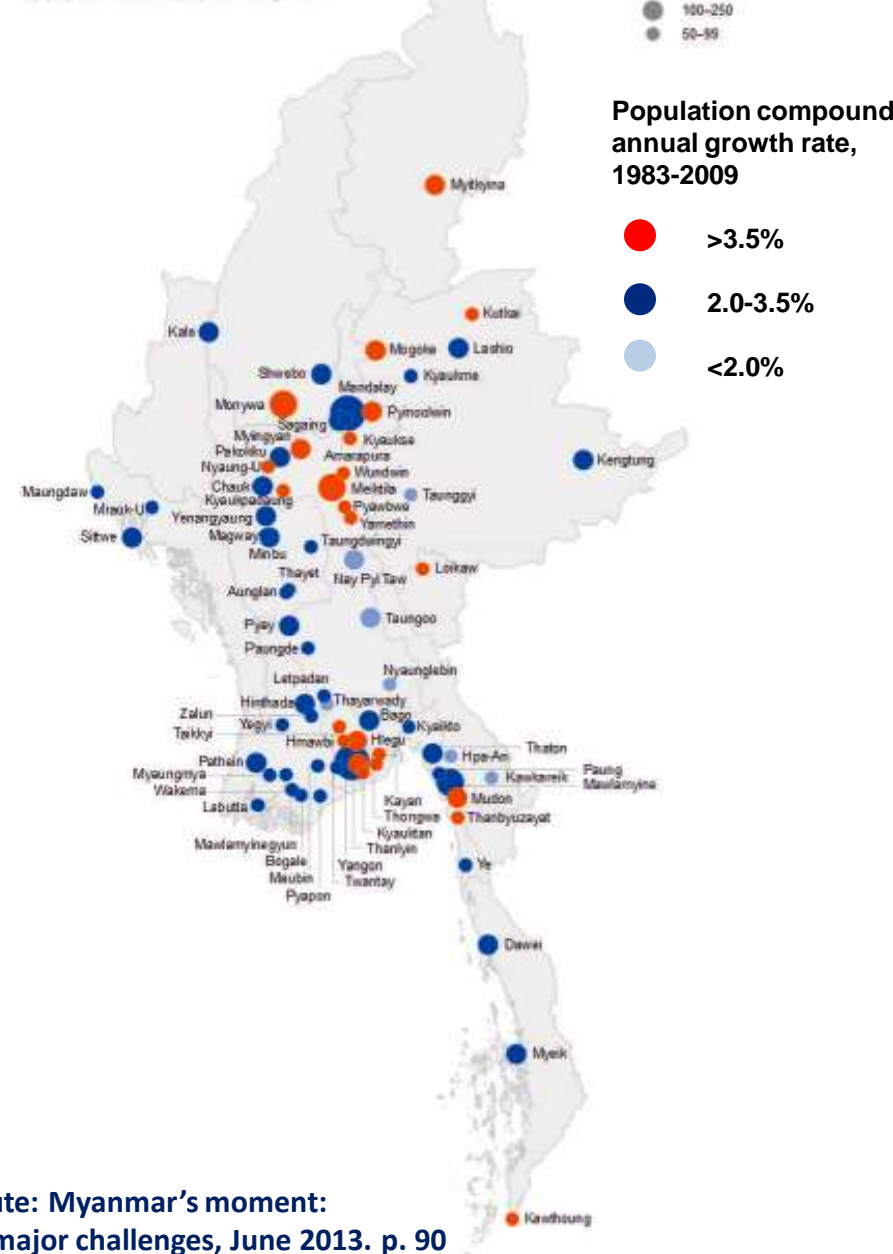 100–250
50–99
Population compound
annual growth rate,
1983-2009
>3.5%
2.0-3.5%
<2.0%
Myitkyina
Kutkai
Kale
Mogoke
Lashio
Shwebo
Kyaukme
Mandalay
Monywa
Pyinoolwin
Sagaing
Myingyan
Kyaukse
Pakokku
Amarapura
Kengtung
Nyaung-U
Wundwin
Chauk
Meiktila
Maungdaw
Taunggyi
Kyaukpadaung
Mrauk-U
Pyawbwe
Yenangyaung
Yamethin
Sittwe
Magway
Taungdwingyi
Minbu
Thayet
Nay Pyi Taw
Loikaw
Aunglan
Pyay
Taungoo
Paungde
Nyaunglebin
Letpadan
Hinthada
Thayarwady
Zalun
Bago
Yegyi
Kyaikto
Taikkyi
Hmawbi
Hlegu
Thaton
Hpa-An
Pathein
Paung
Myaungmya
Kawkareik
Mawlamyine
Wakema
Kayan
Mudon
Labutta
Thongwa
Thanbyuzayat
Kyauktan
Mawlamyinegyun
Thanlyin
Bogale
Yangon
Ye
Maubin
Twantay
Pyapon
Dawei
Myeik
Kawthoung
ute: Myanmar's moment:
major challenges, June 2013. p. 90